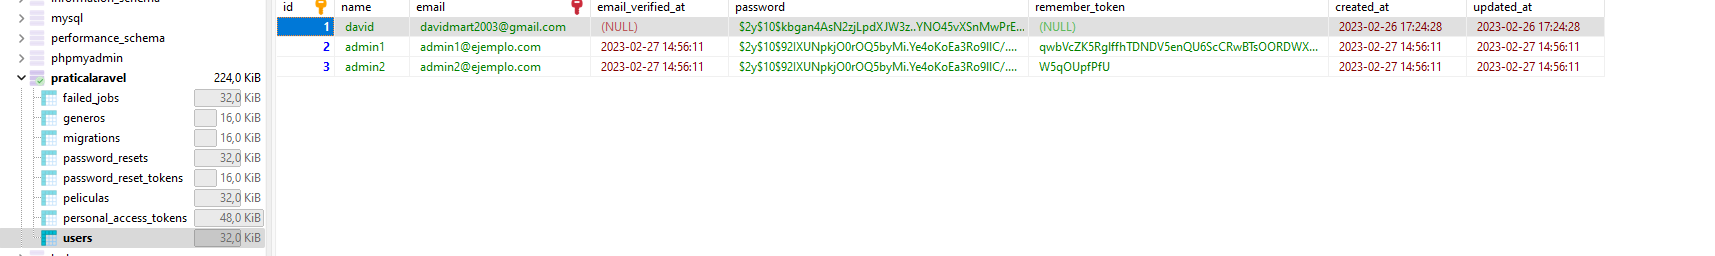 information_schema
mysql
performance_schema
phpmyadmin
praticalaravel 224,0 KiB
failed_jobs 32,0 KiB
generos 16,0 KiB
migrations 16,0 KiB
password_resets 32,0 KiB
password_reset_tokens 16,0 KiB
peliculas 32,0 KiB
personal_access_tokens 48,0 KiB
users 32,0 KiB
id name email email_verified_at password remember_token created_at updated_at
1 david davidmart2003@gmail.com (NULL) $2y$10$kbgan4AsN2zjLpdXJW3z..YNO45vXSnMwPrE... (NULL) 2023-02-26 17:24:28 2023-02-26 17:24:28
2 admin1 admin1@ejemplo.com 2023-02-27 14:56:11 $2y$10$92IXUNpkjO0rOQ5byMi.Ye4oKoEa3Ro9llC/.... qwbVcZK5RglffhTDNDV5enQU6ScCRwBTsOORDWX... 2023-02-27 14:56:11 2023-02-27 14:56:11
3 admin2 admin2@ejemplo.com 2023-02-27 14:56:11 $2y$10$92IXUNpkjO0rOQ5byMi.Ye4oKoEa3Ro9llC/.... W5qOUpfPfU 2023-02-27 14:56:11 2023-02-27 14:56:11